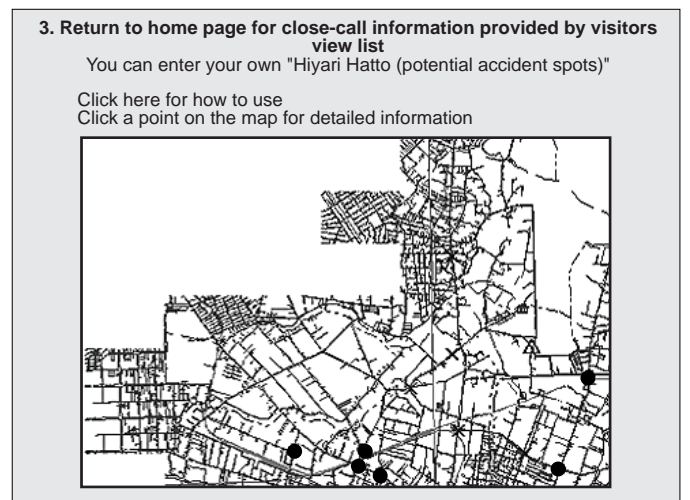 3. Return to home page for close-call information provided by visitors
view list
You can enter your own "Hiyari Hatto (potential accident spots)"
Click here for how to use
Click a point on the map for detailed information